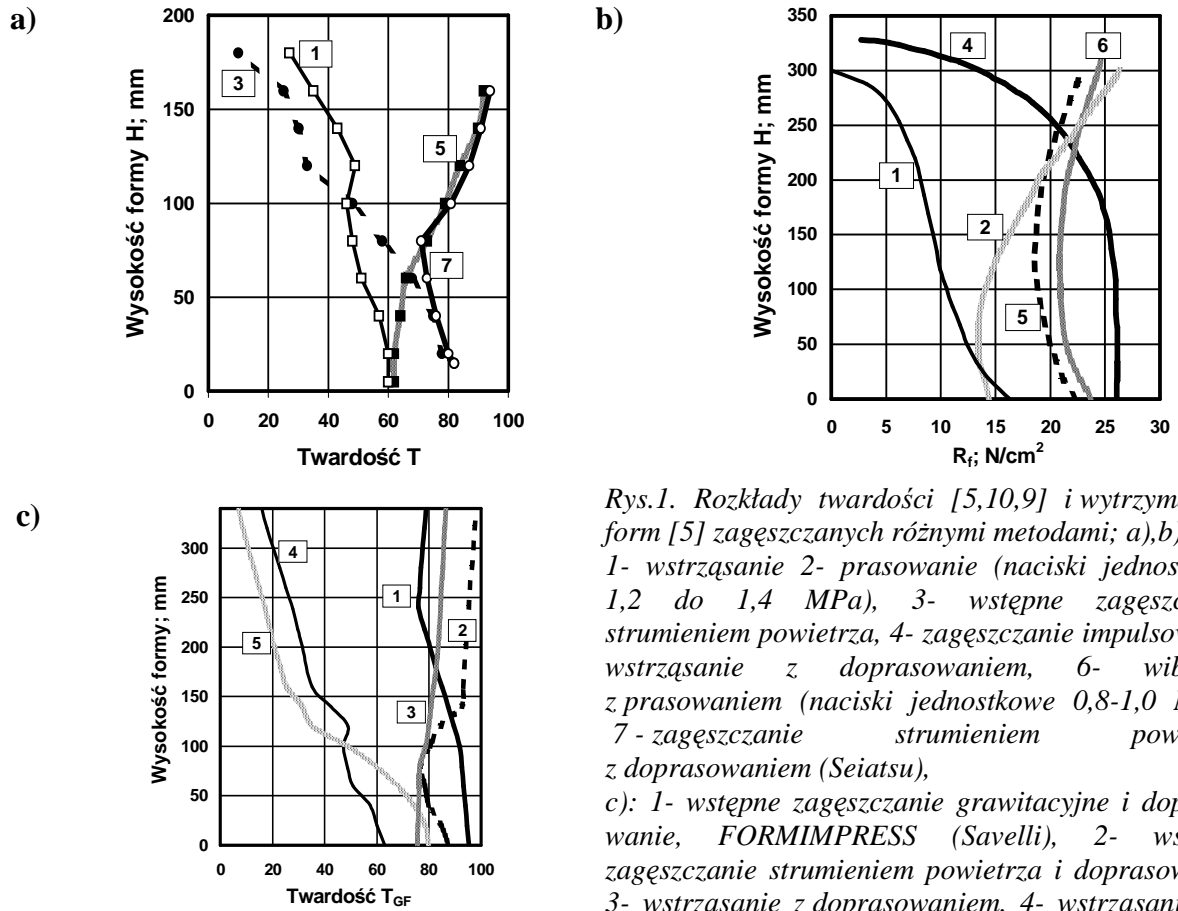 a)
200
150
100
50
0
Wysokość formy H; mm
0 20 40 60 80 100
Twardość T
1
3
5
7
b)
350
300
250
200
150
100
50
0
Wysokość formy H; mm
0 5 10 15 20 25 30
Rf; N/cm2
4
6
1
2
5
c)
300
250
200
150
100
50
0
Wysokość formy; mm
0 20 40 60 80 100
Twardość TGF
4
1
5
2
3
Rys.1. Rozkłady twardości [5,10,9] i wytrzym
form [5] zagęszczanych różnymi metodami; a),b)
1- wstrząsanie 2- prasowanie (naciski jednos
1,2 do 1,4 MPa), 3- wstępne zagęszc
strumieniem powietrza, 4- zagęszczanie impulsow
wstrząsanie z doprasowaniem, 6- wib
z prasowaniem (naciski jednostkowe 0,8-1,0
7 - zagęszczanie strumieniem pow
z doprasowaniem (Seiatsu),
c): 1- wstępne zagęszczanie grawitacyjne i dop
wanie, FORMIMPRESS (Savelli), 2- ws
zagęszczanie strumieniem powietrza i doprasow
3- wstrząsanie z doprasowaniem, 4- wstrząsani